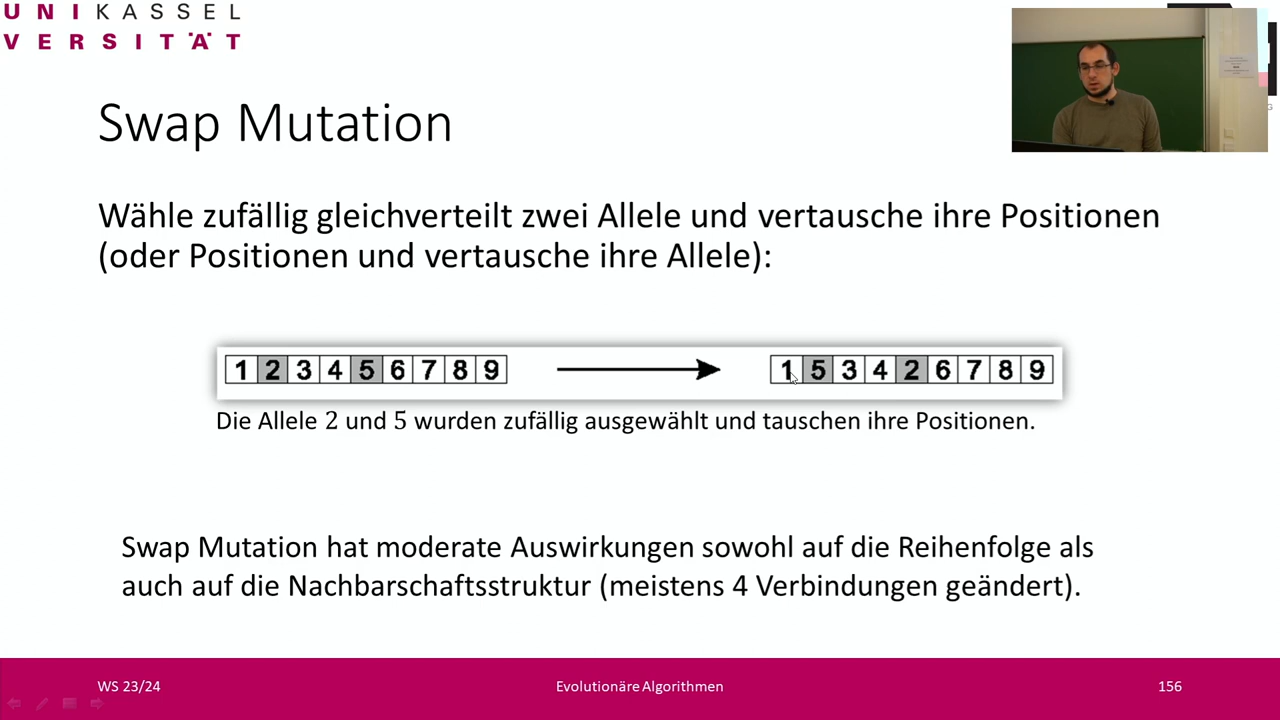 UNIKASSEL
VERSITÄT
Swap Mutation
Wähle zufällig gleichverteilt zwei Allele und vertausche ihre Positionen
(oder Positionen und vertausche ihre Allele):
1 2 3 4 5 6 7 8 9
1 5 3 4 2 6 7 8 9
Die Allele 2 und 5 wurden zufällig ausgewählt und tauschen ihre Positionen.
Swap Mutation hat moderate Auswirkungen sowohl auf die Reihenfolge als
auch auf die Nachbarschaftsstruktur (meistens 4 Verbindungen geändert).
WS 23/24
Evolutionäre Algorithmen
156